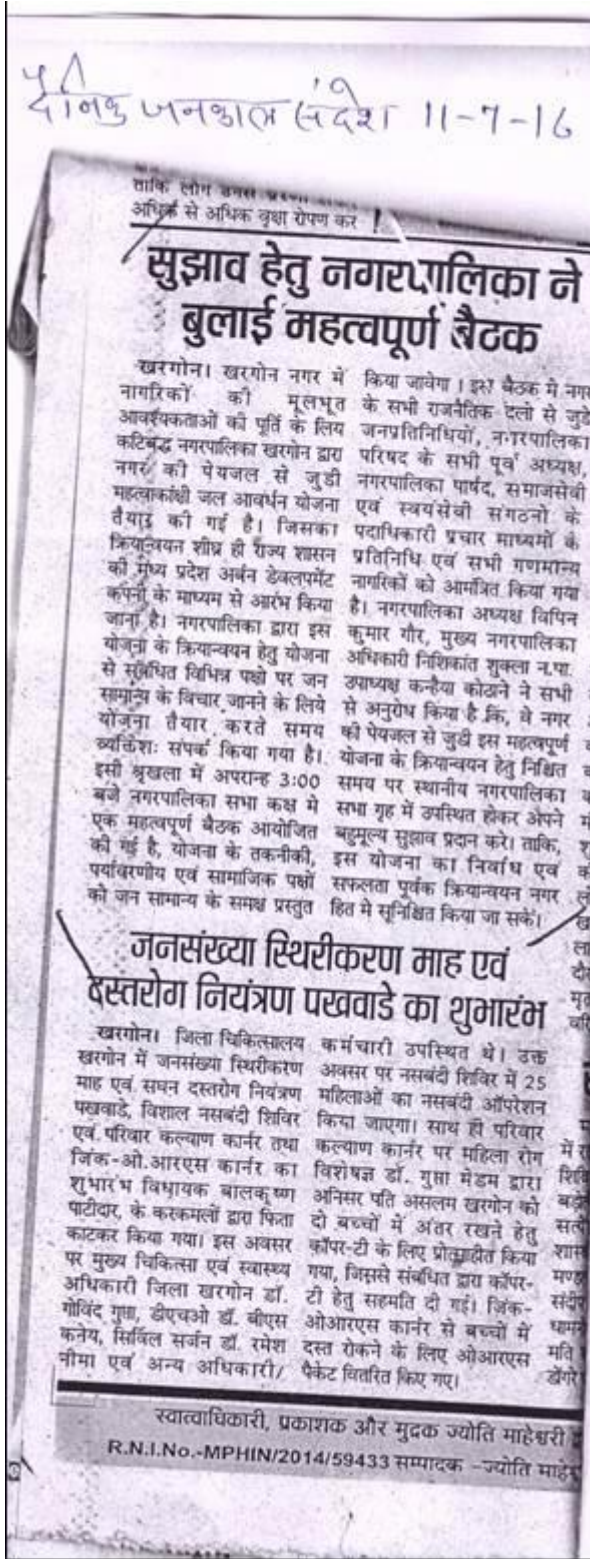 दैनिक जनकाल संदेश 11-7-16
ताकि लोग उनसे प्रेरणा
अधिक से अधिक वृक्षा रोपण कर
सुझाव हेतु नगरपालिका ने
बुलाई महत्वपूर्ण बैठक
खरगोन। खरगोन नगर में
नागरिकों की मूलभूत
आवश्यकताओं की पूर्ति के लिय
कटिबद्ध नगरपालिका खरगोन द्वारा
नगर की पेयजल से जुडी
महत्वाकांक्षी जल आवर्धन योजना
तैयार की गई है। जिसका
क्रियान्वयन शीघ्र ही राज्य शासन
की मध्य प्रदेश अर्बन डेवलपमेंट
कंपनी के माध्यम से आरंभ किया
जाना है। नगरपालिका द्वारा इस
योजना के क्रियान्वयन हेतु योजना
से संबंधित विभिन्न पक्षो पर जन
सामान्य के विचार जानने के लिये
योजना तैयार करते समय
व्यक्तिशः संपर्क किया गया है।
इसी श्रृखला में अपरान्ह 3:00
बजे नगरपालिका सभा कक्ष मे
एक महत्वपूर्ण बैठक आयोजित
की गई है, योजना के तकनीकी,
पर्यावरणीय एवं सामाजिक पक्षों
को जन सामान्य के समक्ष प्रस्तुत
किया जावेगा। इस बैठक मे नगर
के सभी राजनैतिक दलो से जुडे
जनप्रतिनिधियों, नगरपालिका
परिषद के सभी पूर्व अध्यक्ष,
नगरपालिका पार्षद, समाजसेवी
एवं स्वयंसेवी संगठनो के
पदाधिकारी प्रचार माध्यमों के
प्रतिनिधि एवं सभी गणमान्य
नागरिकों को आमंत्रित किया गया
है। नगरपालिका अध्यक्ष विपिन
कुमार गौर, मुख्य नगरपालिका
अधिकारी निशिकांत शुक्ला न.पा.
उपाध्यक्ष कन्हैया कोठाने ने सभी
से अनुरोध किया है कि, वे नगर
की पेयजल से जुडी इस महत्वपूर्ण
योजना के क्रियान्वयन हेतु निश्चित
समय पर स्थानीय नगरपालिका
सभा गृह में उपस्थित होकर अपने
बहुमूल्य सुझाव प्रदान करे। ताकि,
इस योजना का निर्वाध एवं
सफलता पूर्वक क्रियान्वयन नगर
हित मे सूनिश्चित किया जा सके।
जनसंख्या स्थिरीकरण माह एवं
दस्तरोग नियंत्रण पखवाडे का शुभारंभ
खरगोन। जिला चिकित्सालय
खरगोन में जनसंख्या स्थिरीकरण
माह एवं सघन दस्तरोग नियंत्रण
पखवाडे, विशाल नसबंदी शिविर
एवं परिवार कल्याण कार्नर तथा
जिंक-ओ.आरएस कार्नर का
शुभारंभ विधायक बालकृष्ण
पाटीदार, के करकमलों द्वारा फिता
काटकर किया गया। इस अवसर
पर मुख्य चिकित्सा एवं स्वास्थ्य
अधिकारी जिला खरगोन डॉ.
गोविंद गुप्ता, डीएचओ डॉ. बीएस
कनेय, सिविल सर्जन डॉ. रमेश
नीमा एवं अन्य अधिकारी/
कर्मचारी उपस्थित थे। उक्त
अवसर पर नसबंदी शिविर में 25
महिलाओं का नसबंदी ऑपरेशन
किया जाएगा। साथ ही परिवार
कल्याण कार्नर पर महिला रोग
विशेषज्ञ डॉ. गुप्ता मेडम द्वारा
अनिसर पति असलम खरगोन को
दो बच्चों में अंतर रखने हेतु
कॉपर-टी के लिए प्रोत्साहीत किया
गया, जिससे संबंधित द्वारा कॉपर-
टी हेतु सहमति दी गई। जिंक-
ओआरएस कार्नर से बच्चों में
दस्त रोकने के लिए ओआरएस
पैकेट वितरित किए गए।
स्वात्वाधिकारी, प्रकाशक और मुद्रक ज्योति माहेश्वरी
R.N.I.No.-MPHIN/2014/59433 सम्पादक -ज्योति